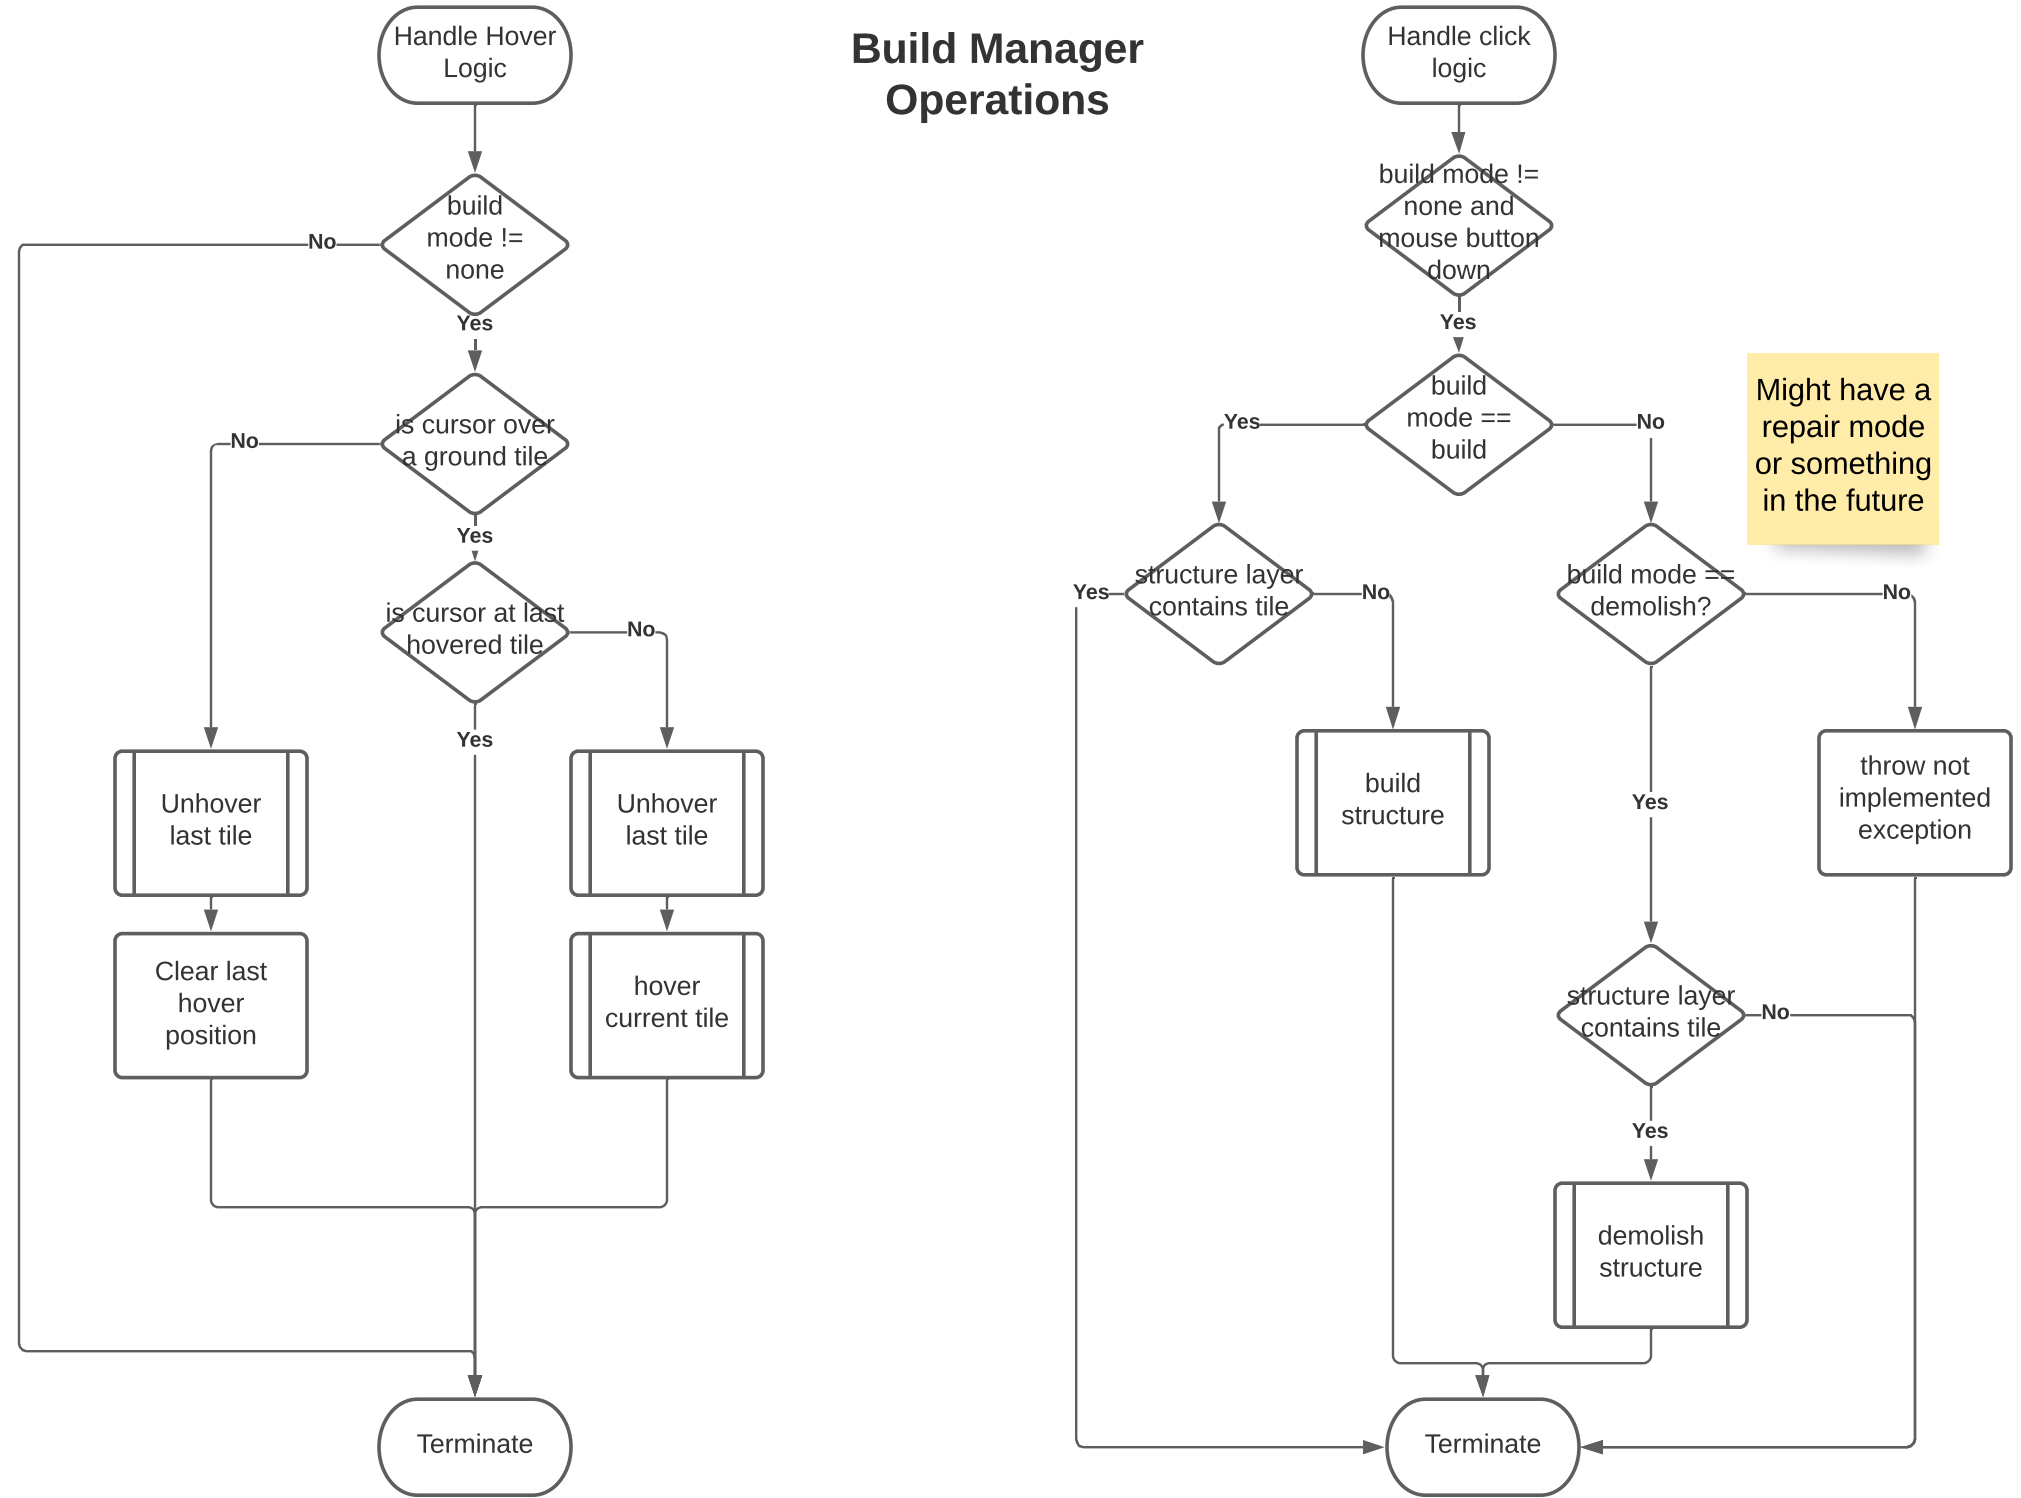 Build Manager
Operations
Handle Hover
Logic
build
mode !=
none
No
Yes
is cursor over
a ground tile
No
Yes
is cursor at last
hovered tile
No
Yes
Unhover
last tile
Unhover
last tile
Clear last
hover
position
hover
current tile
Terminate
Handle click
logic
build mode !=
none and
mouse button
down
Yes
build
mode ==
build
Yes
No
Might have a
repair mode
or something
in the future
structure layer
contains tile
Yes
No
build mode ==
demolish?
No
Yes
build
structure
throw not
implemented
exception
structure layer
contains tile
No
Yes
demolish
structure
Terminate